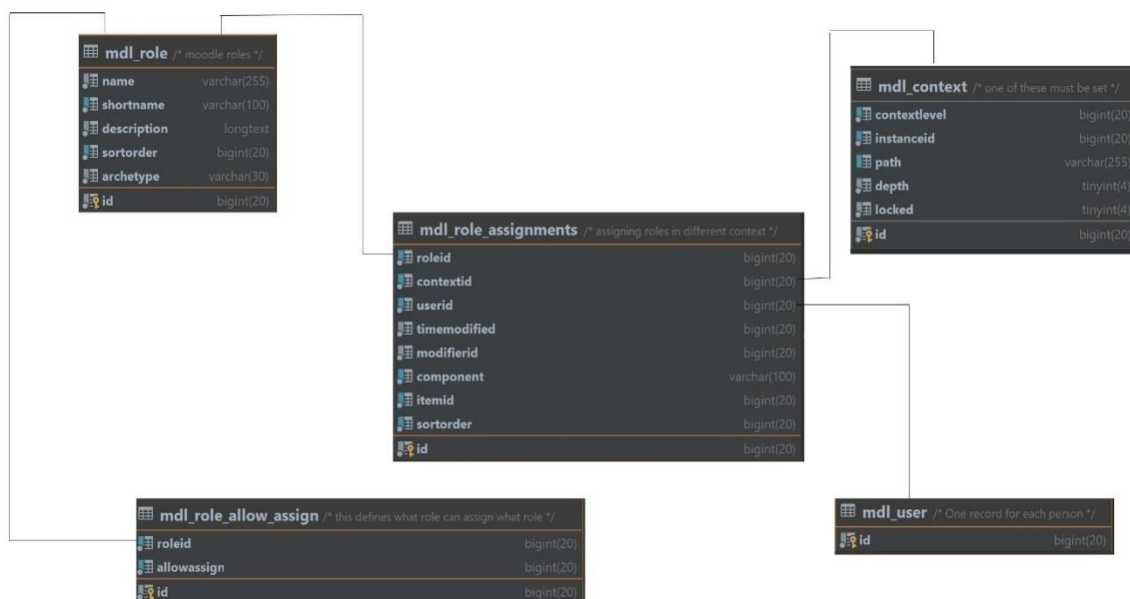 mdl_role /* moodle roles */
name varchar(255)
shortname varchar(100)
description longtext
sortorder bigint(20)
archetype varchar(30)
id bigint(20)
mdl_context /* one of these must be set */
contextlevel bigint(20)
instanceid bigint(20)
path varchar(255)
depth tinyint(4)
locked tinyint(4)
id bigint(20)
mdl_role_assignments /* assigning roles in different context */
roleid bigint(20)
contextid bigint(20)
userid bigint(20)
timemodified bigint(20)
modifierid bigint(20)
component varchar(100)
itemid bigint(20)
sortorder bigint(20)
id bigint(20)
mdl_role_allow_assign /* this defines what role can assign what role */
roleid bigint(20)
allowassign bigint(20)
id bigint(20)
mdl_user /* One record for each person */
id bigint(20)